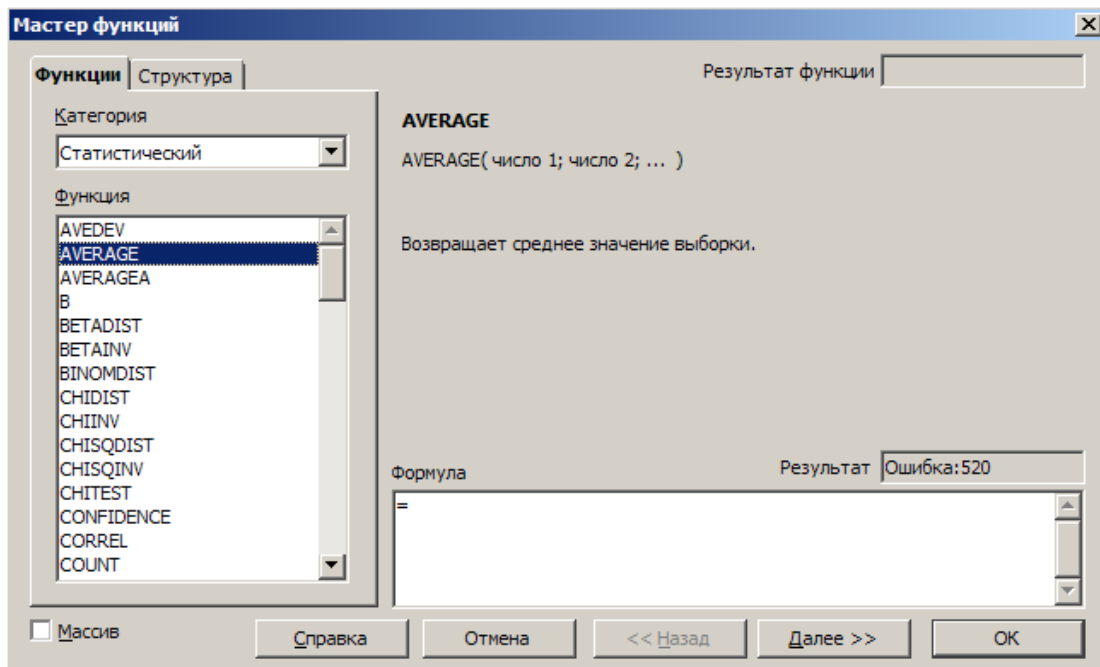 Мастер функций
Функции Структура
Результат функции
Категория
Статистический
Функция
AVEDEV
AVERAGE
AVERAGEA
B
BETADIST
BETAINV
BINOMDIST
CHIDIST
CHIINV
CHISQDIST
CHISQINV
CHITEST
CONFIDENCE
CORREL
COUNT
AVERAGE
AVERAGE( число 1; число 2; ... )
Возвращает среднее значение выборки.
Формула
Результат Ошибка:520
=
Массив
Справка
Отмена
<< Назад
Далее >>
ОК